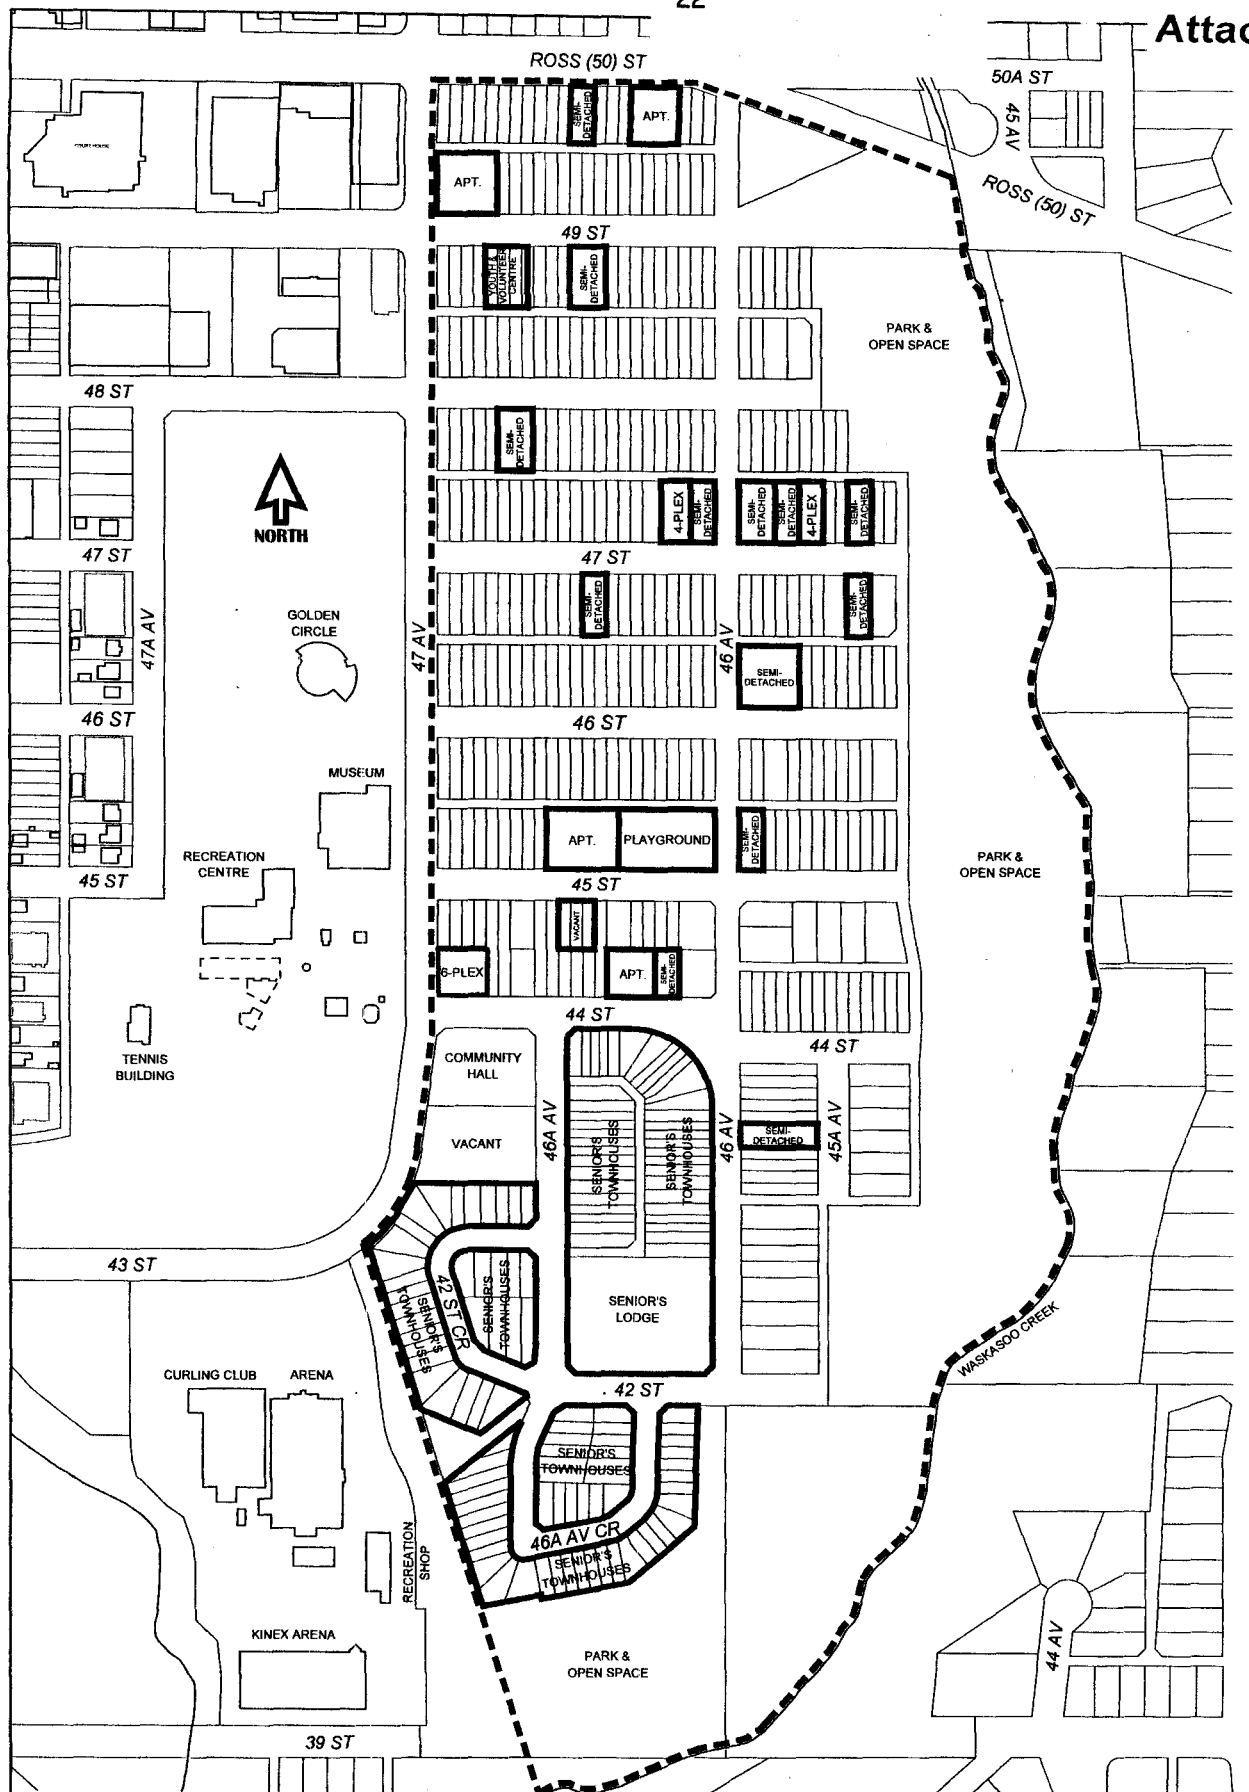 22
Attac
ROSS (50) ST
50A ST
45 AV
COURT HOUSE
SEMI-
DETACHED
APT.
APT.
ROSS (50) ST
49 ST
YOUTH &
VOLUNTEER
CENTRE
SEMI-
DETACHED
PARK &
OPEN SPACE
48 ST
SEMI-
DETACHED
NORTH
4-PLEX
SEMI-
DETACHED
SEMI-
DETACHED
SEMI-
DETACHED
4-PLEX
SEMI-
DETACHED
47 ST
47 ST
47A AV
GOLDEN
CIRCLE
47 AV
SEMI-
DETACHED
46 AV
SEMI-
DETACHED
SEMI-
DETACHED
46 ST
46 ST
MUSEUM
APT.
PLAYGROUND
SEMI-
DETACHED
RECREATION
CENTRE
PARK &
OPEN SPACE
45 ST
45 ST
VACANT
6-PLEX
APT.
SEMI-
DETACHED
44 ST
44 ST
TENNIS
BUILDING
COMMUNITY
HALL
VACANT
46A AV
SENIOR'S
TOWNHOUSES
SENIOR'S
TOWNHOUSES
46 AV
SEMI-
DETACHED
45A AV
43 ST
SENIOR'S
TOWNHOUSES
42 ST CR
SENIOR'S
TOWNHOUSES
SENIOR'S
LODGE
WASKASOO CREEK
CURLING CLUB
ARENA
42 ST
SENIOR'S
TOWNHOUSES
46A AV CR
SENIOR'S
TOWNHOUSES
RECREATION
SHOP
KINEX ARENA
PARK &
OPEN SPACE
44 AV
39 ST